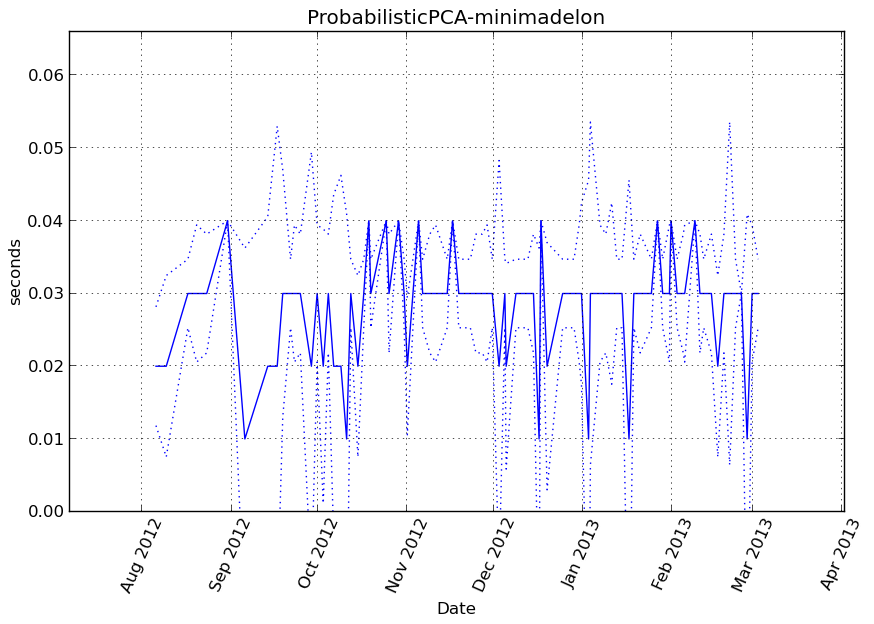 ProbabilisticPCA-minimadelon
seconds
0.06
0.05
0.04
0.03
0.02
0.01
0.00
Aug 2012
Sep 2012
Oct 2012
Nov 2012
Dec 2012
Jan 2013
Feb 2013
Mar 2013
Apr 2013
Date